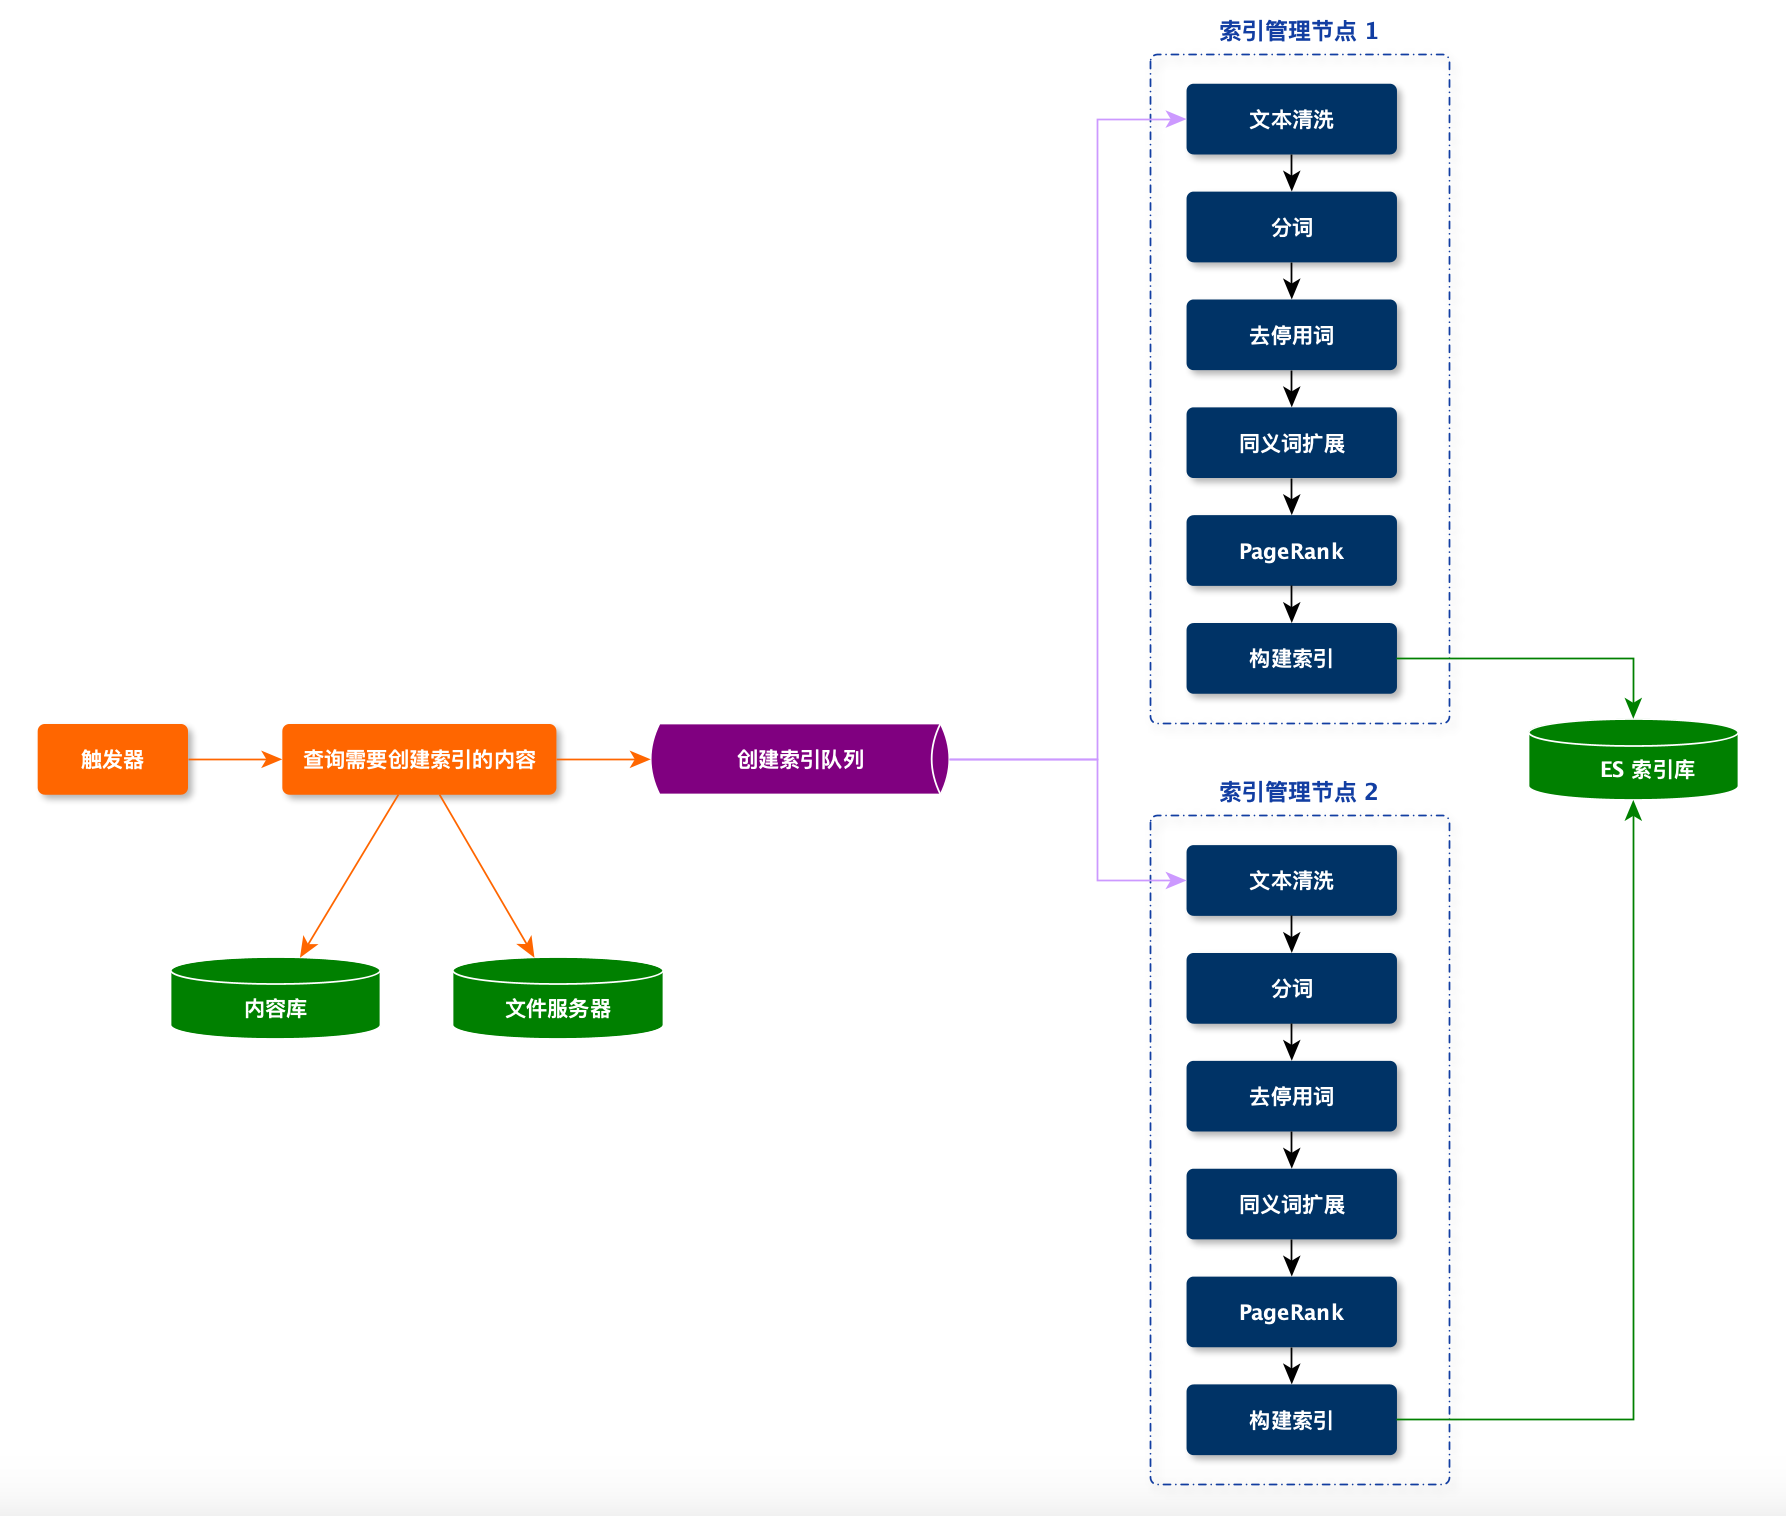 索引管理节点 1
文本清洗
分词
去停用词
同义词扩展
PageRank
构建索引
触发器
查询需要创建索引的内容
创建索引队列
ES 索引库
内容库
文件服务器
索引管理节点 2
文本清洗
分词
去停用词
同义词扩展
PageRank
构建索引